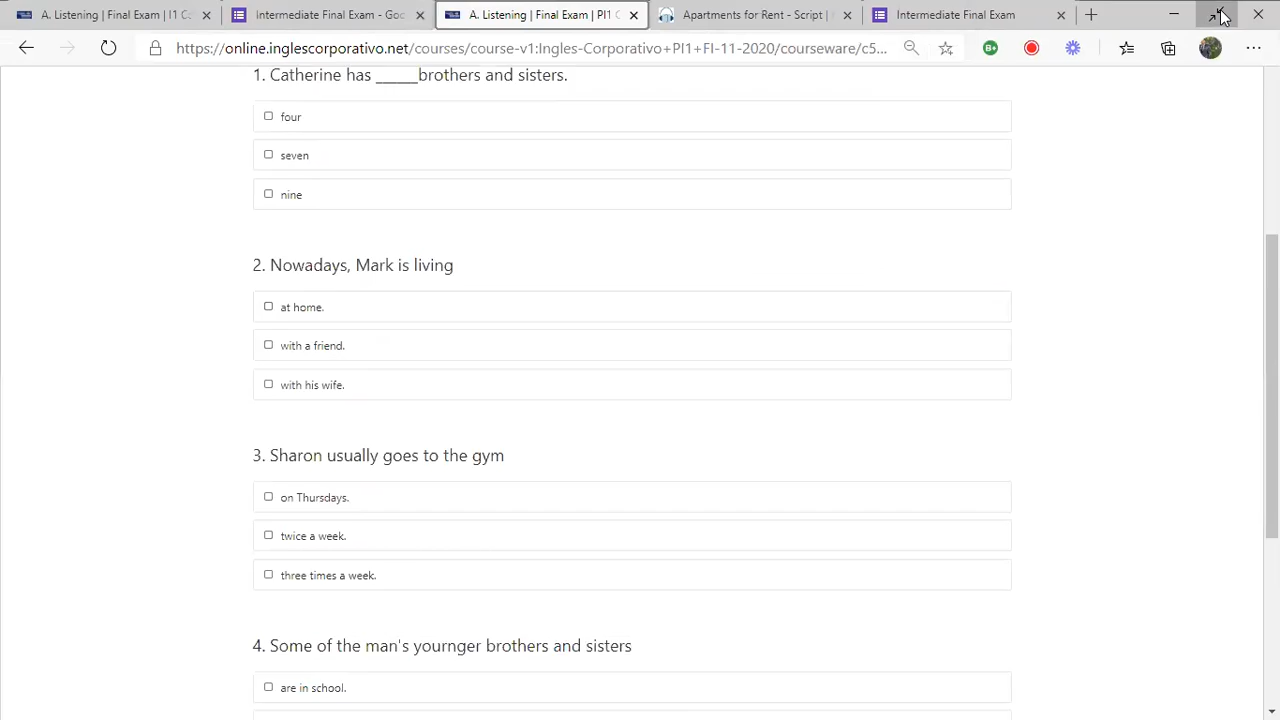 A. Listening | Final Exam | I1 C
Intermediate Final Exam - Goo
A. Listening | Final Exam | PI1 C
Apartments for Rent - Script |
Intermediate Final Exam
https://online.inglescorporativo.net/courses/course-v1:Ingles-Corporativo+PI1+FI-11-2020/courseware/c5...
1. Catherine has _____brothers and sisters.
four
seven
nine
2. Nowadays, Mark is living
at home.
with a friend.
with his wife.
3. Sharon usually goes to the gym
on Thursdays.
twice a week.
three times a week.
4. Some of the man's yournger brothers and sisters
are in school.